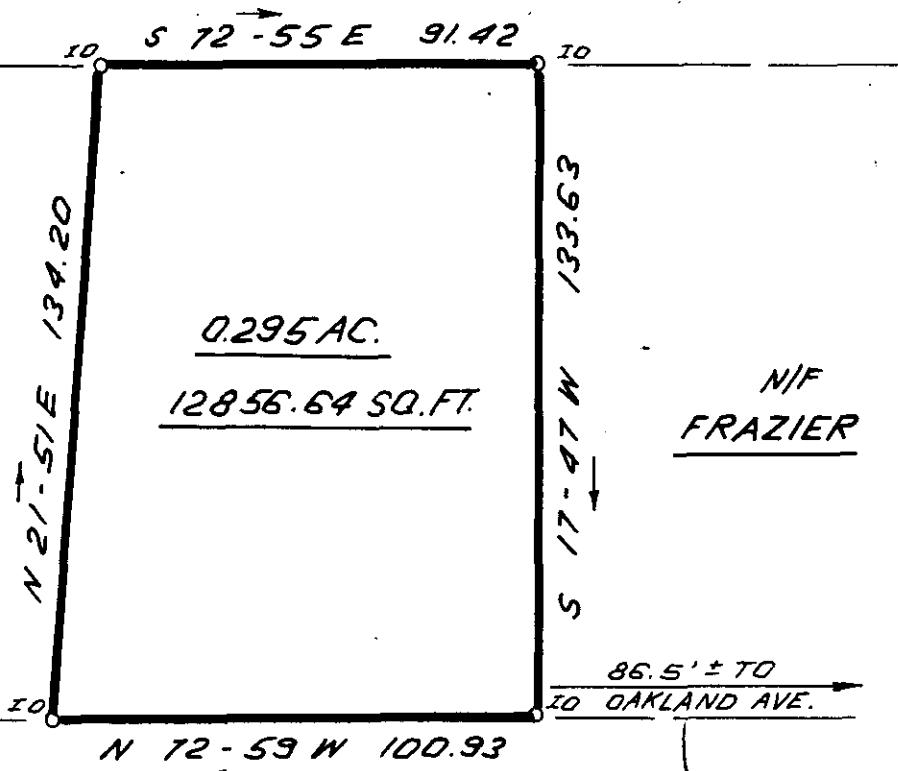 S 72-55 E 91.42
IO
IO
N 21-51 E 134.20
S 17-47 W 133.63
0.295 AC.
12856.64 SQ.FT.
N/F
FRAZIER
86.5' ± TO
OAKLAND AVE.
IO
IO
N 72-59 W 100.93